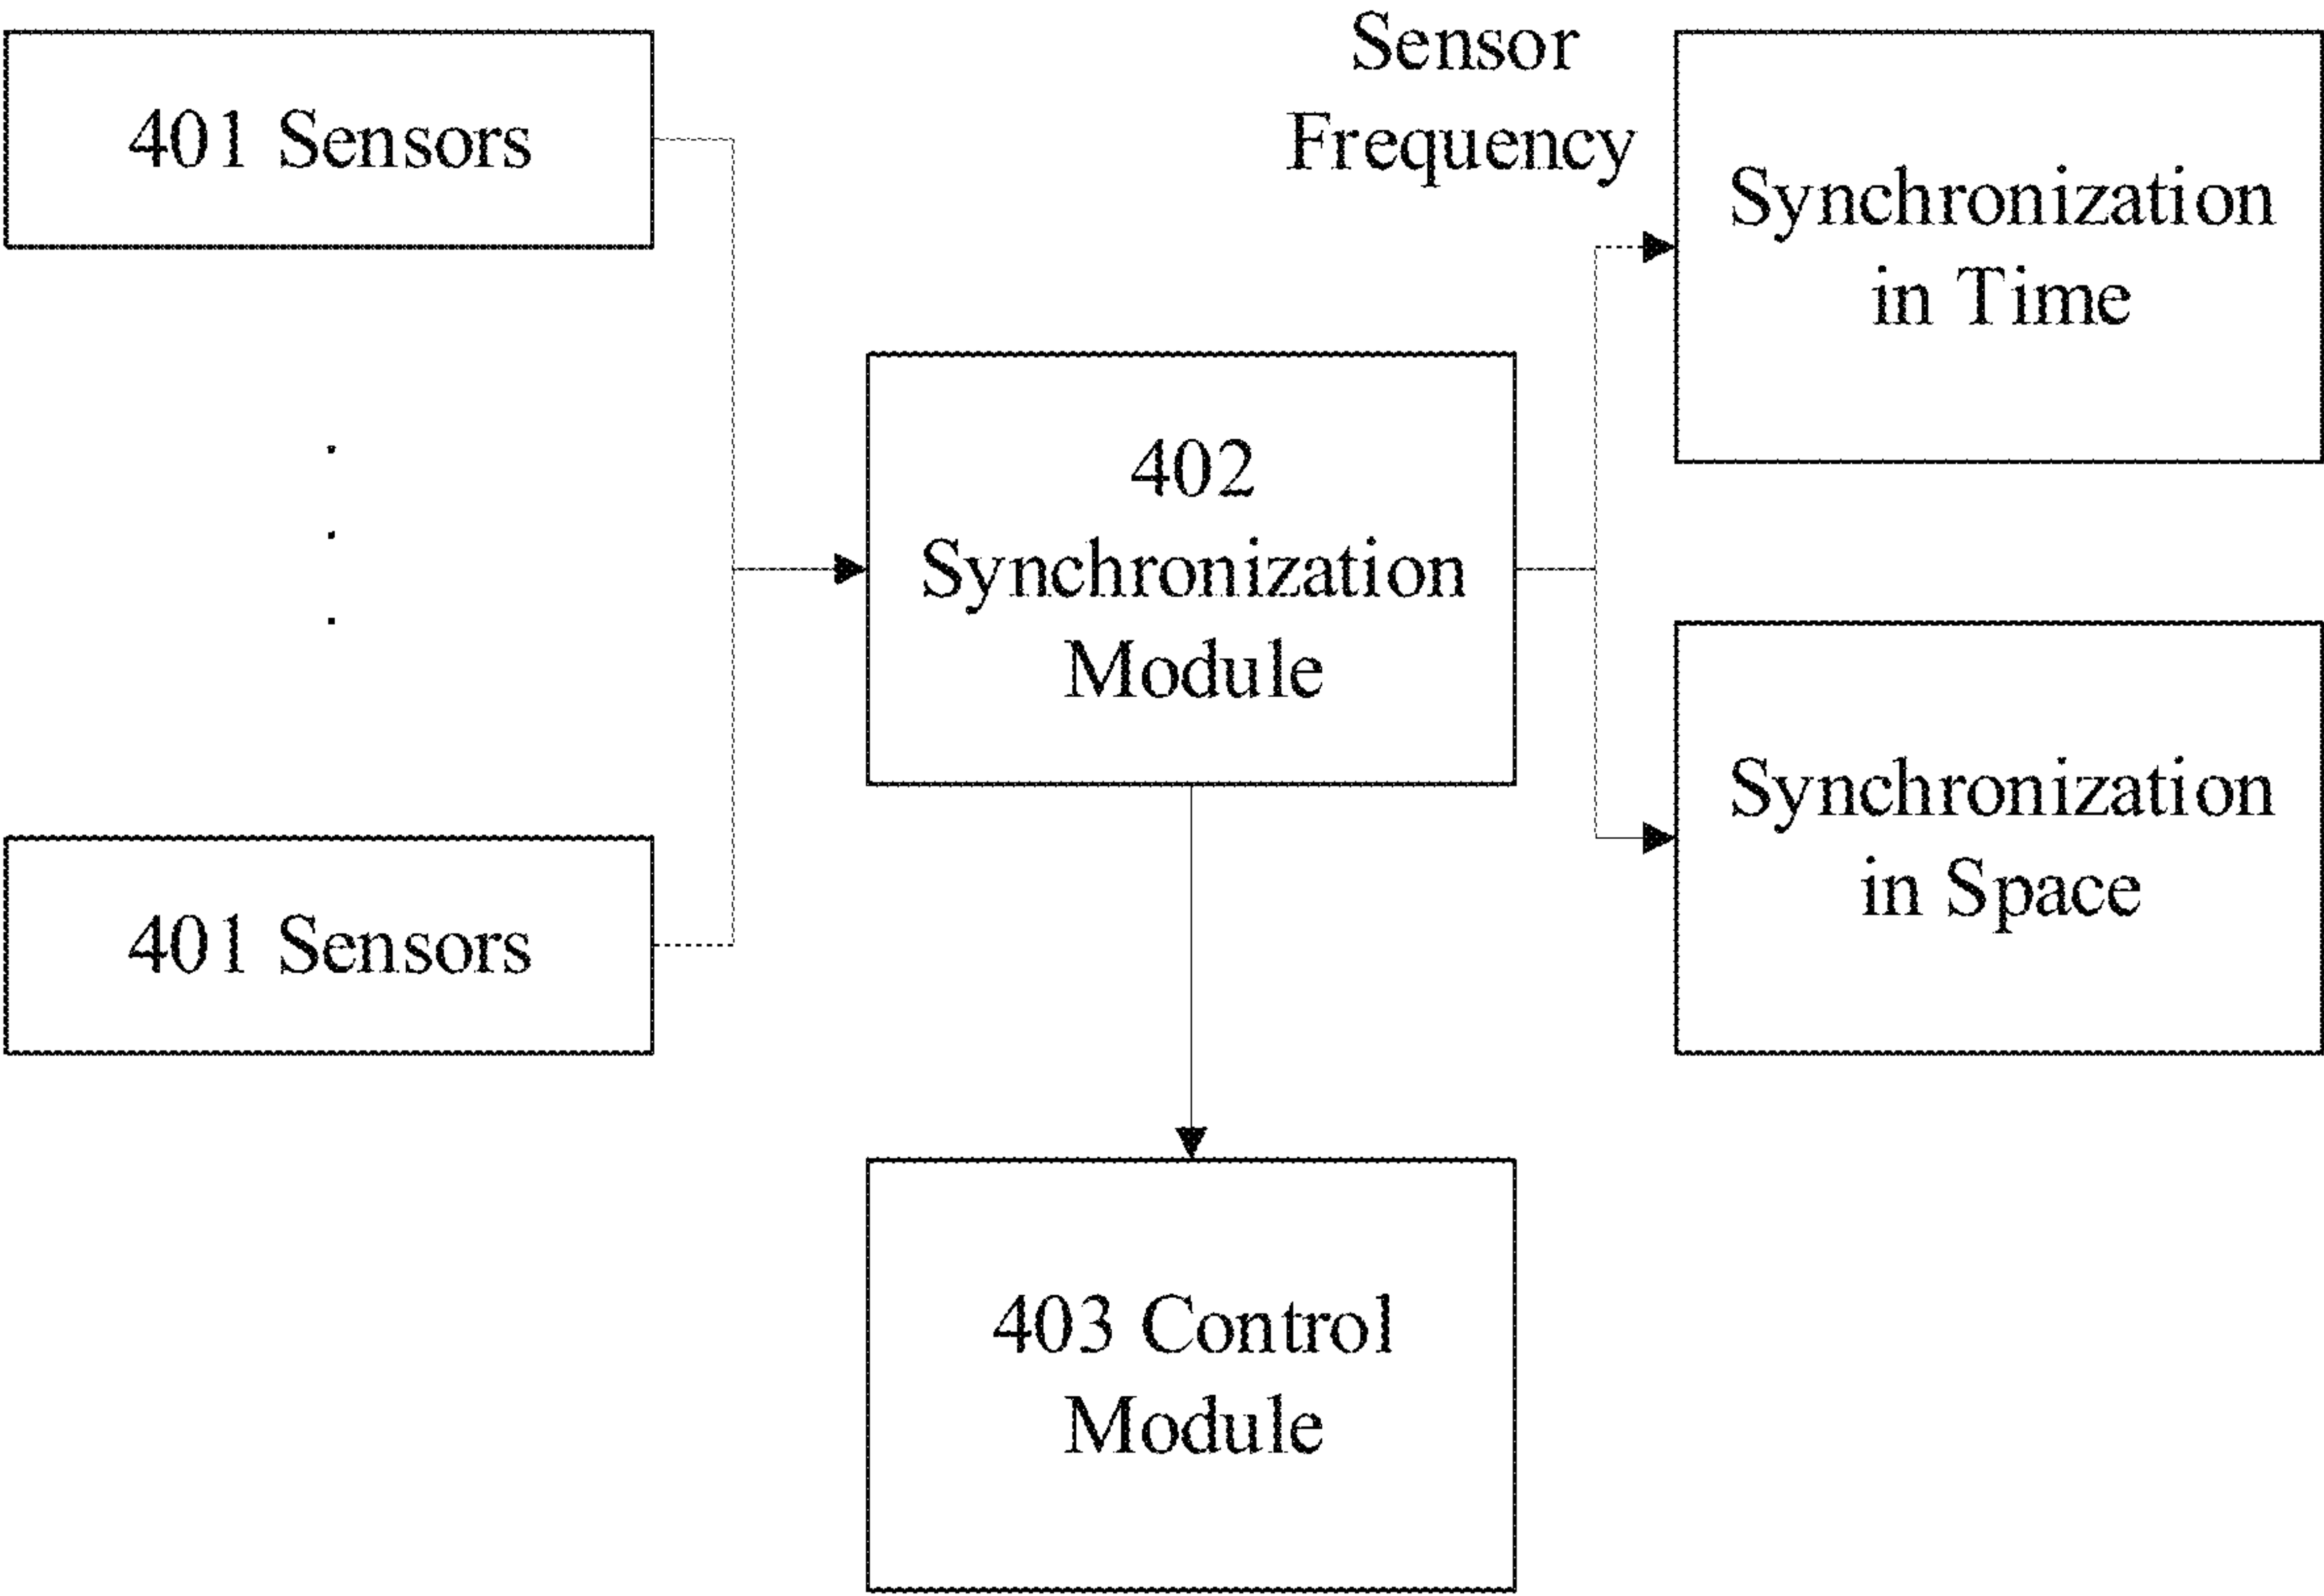 401 Sensors
.
.
.
401 Sensors
402
Synchronization
Module
403 Control
Module
Sensor
Frequency
Synchronization
in Time
Synchronization
in Space